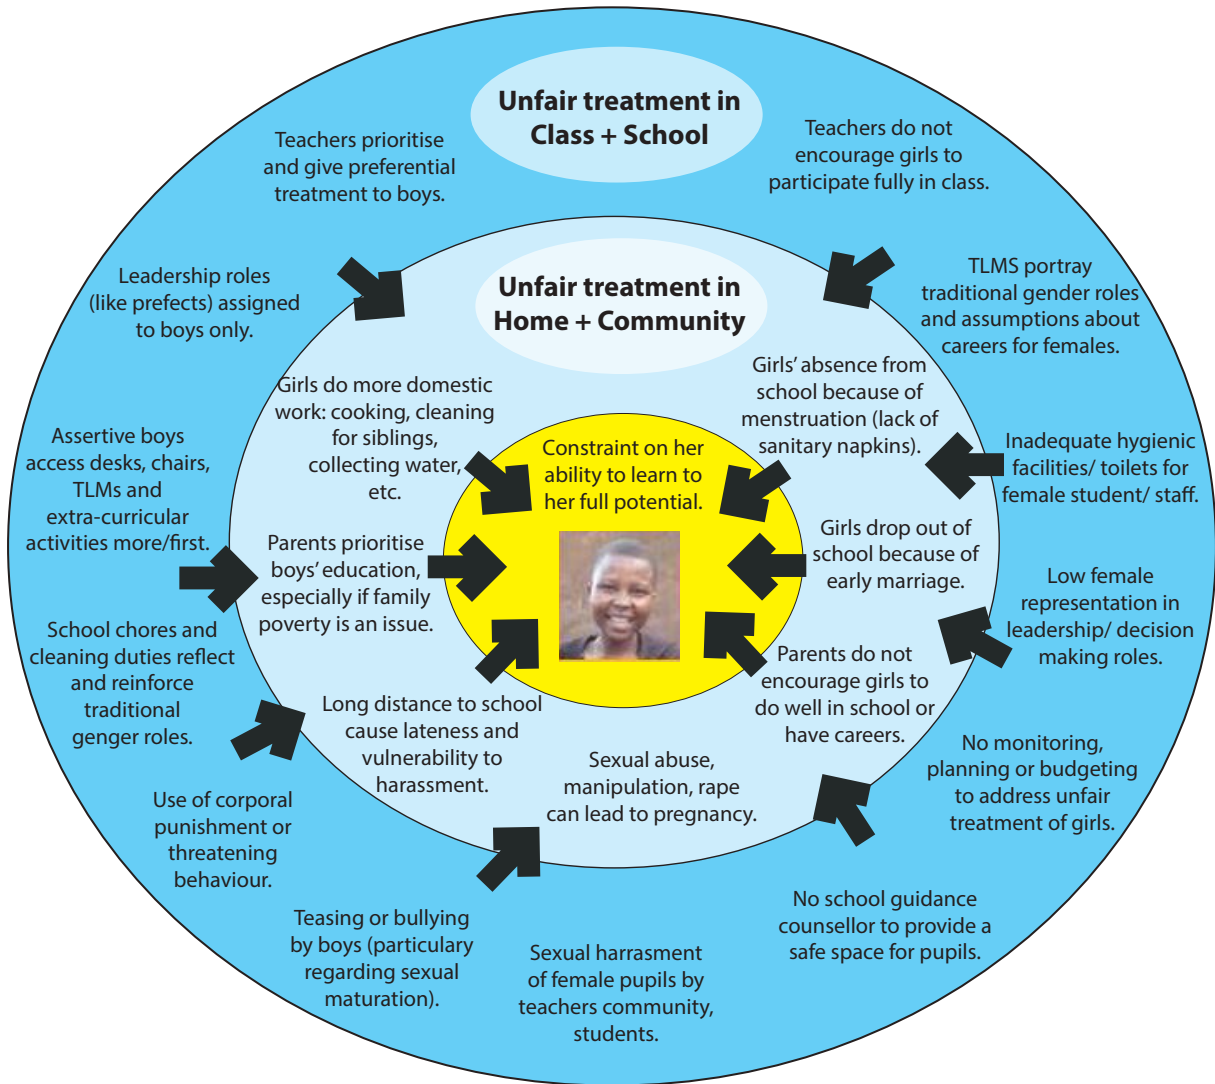 Unfair treatment in
Class + School
Teachers prioritise
and give preferential
treatment to boys.
Teachers do not
encourage girls to
participate fully in class.
Leadership roles
(like prefects) assigned
to boys only.
TLMS portray
traditional gender roles
and assumptions about
careers for females.
Assertive boys
access desks, chairs,
TLMs and
extra-curricular
activities more/first.
Inadequate hygienic
facilities/ toilets for
female student/ staff.
School chores and
cleaning duties reflect
and reinforce
traditional
genger roles.
Low female
representation in
leadership/ decision
making roles.
Use of corporal
punishment or
threatening
behaviour.
No monitoring,
planning or budgeting
to address unfair
treatment of girls.
Teasing or bullying
by boys (particulary
regarding sexual
maturation).
Sexual harrasment
of female pupils by
teachers community,
students.
No school guidance
counsellor to provide a
safe space for pupils.
Unfair treatment in
Home + Community
Girls do more domestic
work: cooking, cleaning
for siblings,
collecting water,
etc.
Girls' absence from
school because of
menstruation (lack of
sanitary napkins).
Parents prioritise
boys' education,
especially if family
poverty is an issue.
Girls drop out of
school because of
early marriage.
Long distance to school
cause lateness and
vulnerability to
harassment.
Sexual abuse,
manipulation, rape
can lead to pregnancy.
Parents do not
encourage girls to
do well in school or
have careers.
Constraint on her
ability to learn to
her full potential.